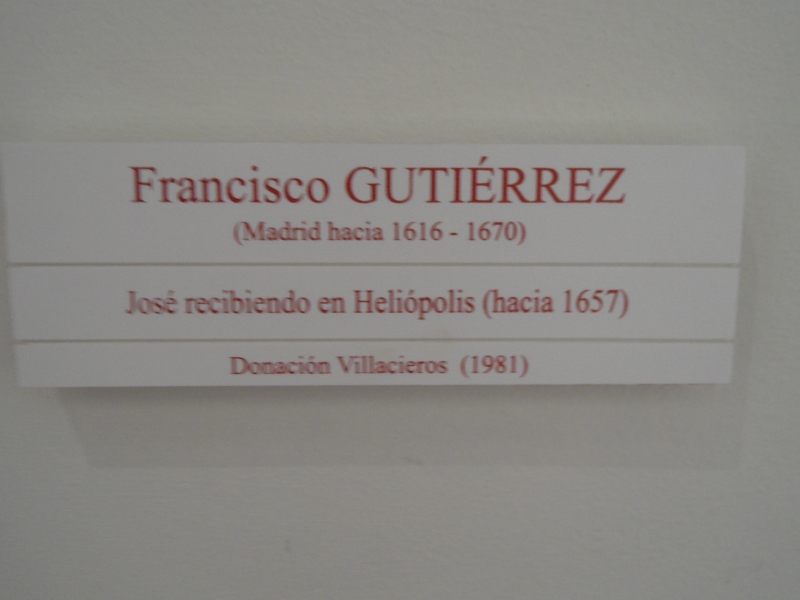 Francisco GUTIÉRREZ
(Madrid hacia 1616 - 1670)
José recibiendo en Heliópolis (hacia 1657)
Donación Villacieros (1981)